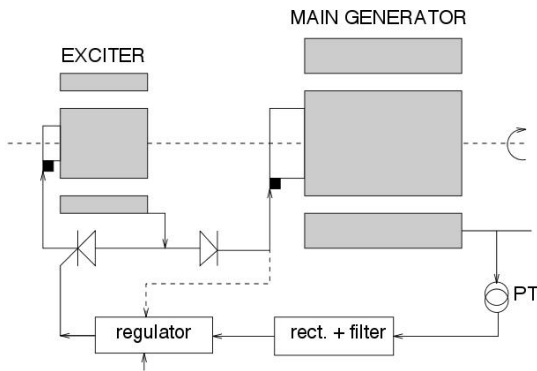 MAIN GENERATOR
EXCITER
PT
regulator
rect. + filter